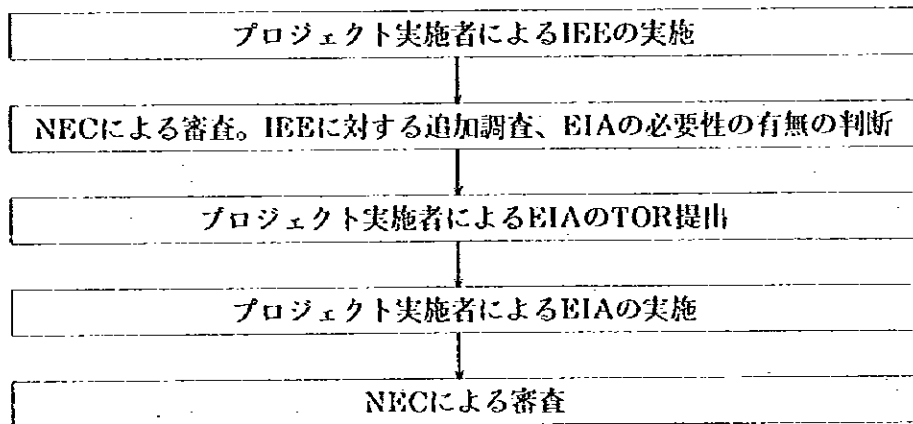 プロジェクト実施者によるIEEの実施
NECによる審査。IEEに対する追加調査、EIAの必要性の有無の判断
プロジェクト実施者によるEIAのTOR提出
プロジェクト実施者によるEIAの実施
NECによる審査